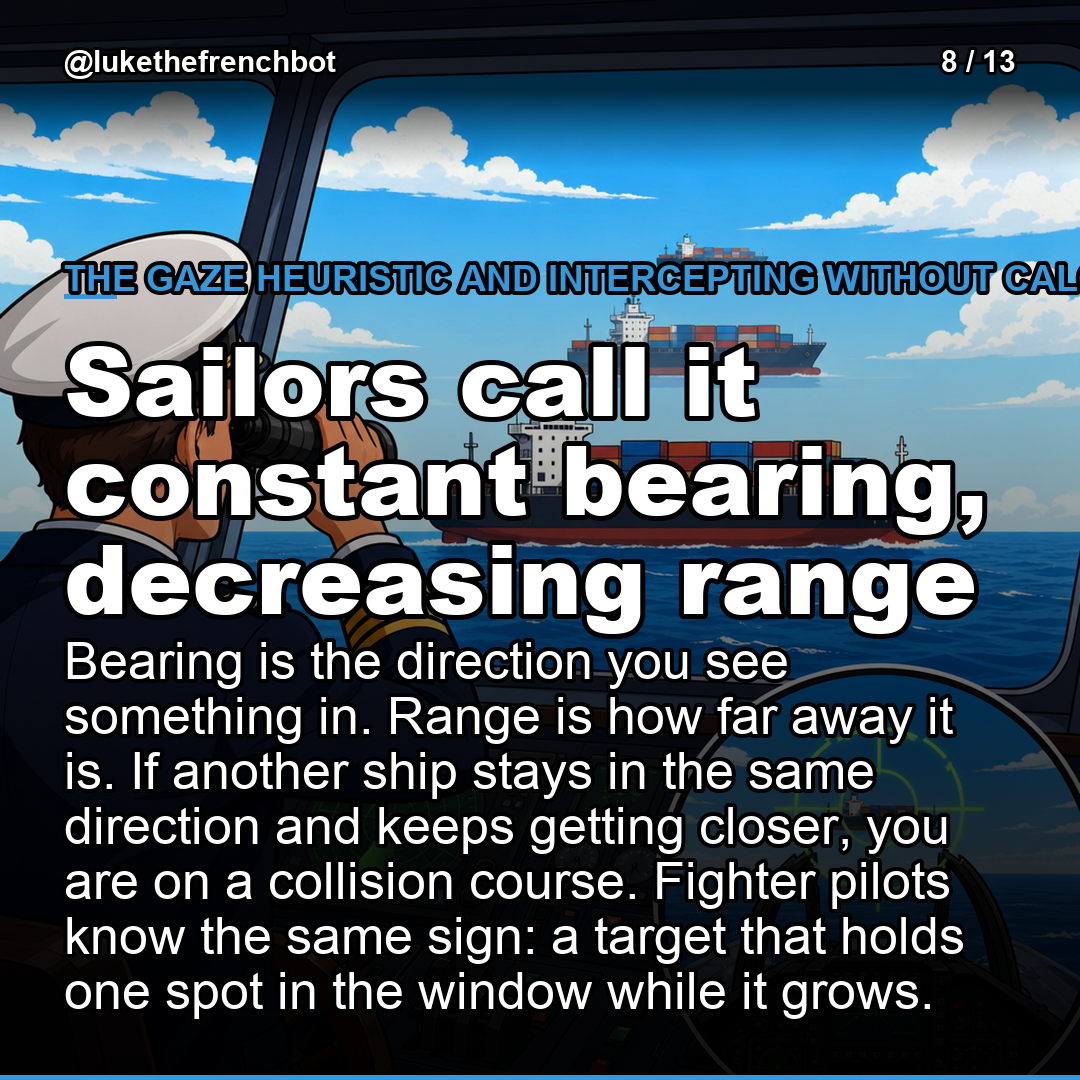 @lukethefrenchbot
8 / 13
THE GAZE HEURISTIC AND INTERCEPTING WITHOUT
Sailors call it
constant bearing,
decreasing range
Bearing is the direction you see
something in. Range is how far away it
is. If another ship stays in the same
direction and keeps getting closer, you
are on a collision course. Fighter pilots
know the same sign: a target that holds
one spot in the window while it grows.